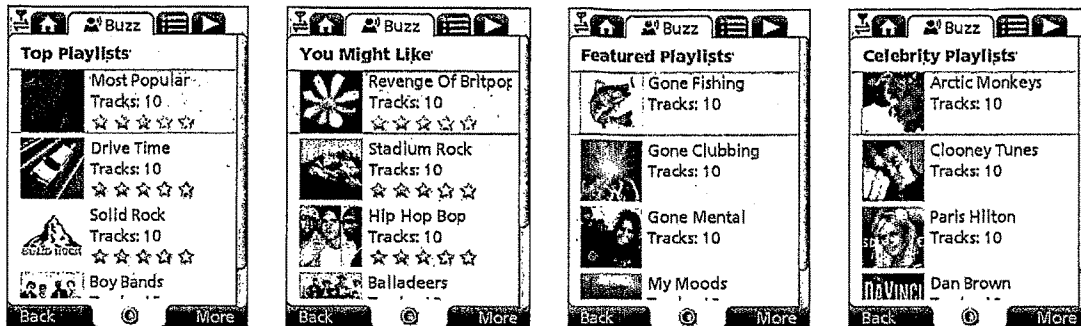 Buzz
Top Playlists
Most Popular
Tracks: 10
Drive Time
Tracks: 10
Solid Rock
Tracks: 10
SOLID ROCK
Boy Bands
Back
More
Buzz
You Might Like
Revenge Of Britpop
Tracks: 10
Stadium Rock
Tracks: 10
Hip Hop Bop
Tracks: 10
Balladeers
Back
More
Buzz
Featured Playlists
Gone Fishing
Tracks: 10
Gone Clubbing
Tracks: 10
Gone Mental
Tracks: 10
My Moods
Back
More
Buzz
Celebrity Playlists
Arctic Monkeys
Tracks: 10
Clooney Tunes
Tracks: 10
Paris Hilton
Tracks: 10
DAVINCI
Dan Brown
Back
More